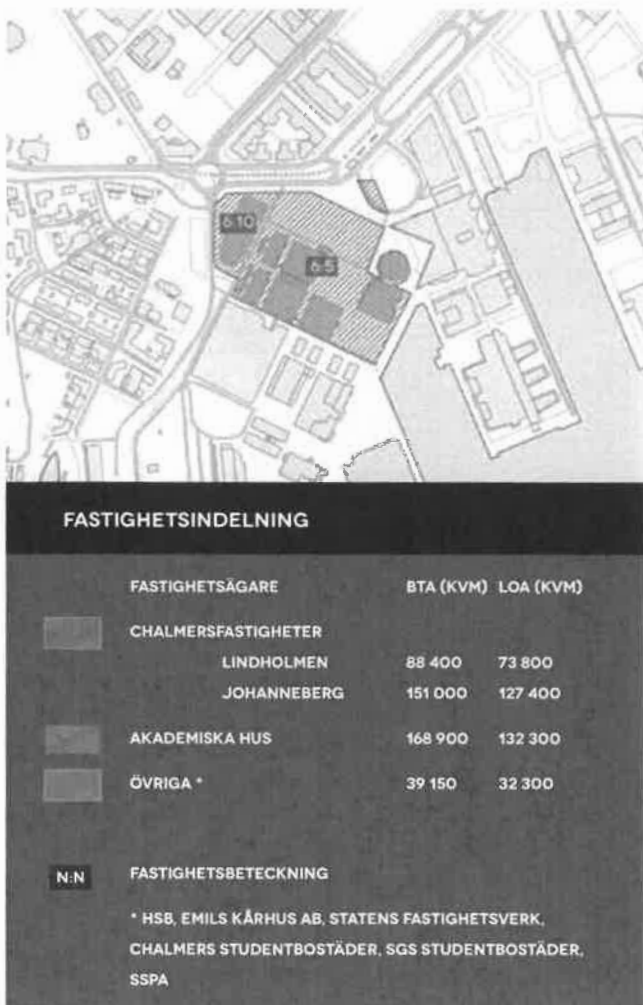 6:10
6:5
FASTIGHETSINDELNING
FASTIGHETSÄGARE BTA (KVM) LOA (KVM)
CHALMERSFASTIGHETER
LINDHOLMEN 88 400 73 800
JOHANNEBERG 151 000 127 400
AKADEMISKA HUS 168 900 132 300
ÖVRIGA * 39 150 32 300
N:N FASTIGHETSBETECKNING
* HSB, EMILS KÅRHUS AB, STATENS FASTIGHETSVERK,
CHALMERS STUDENTBOSTÄDER, SGS STUDENTBOSTÄDER,
SSPA